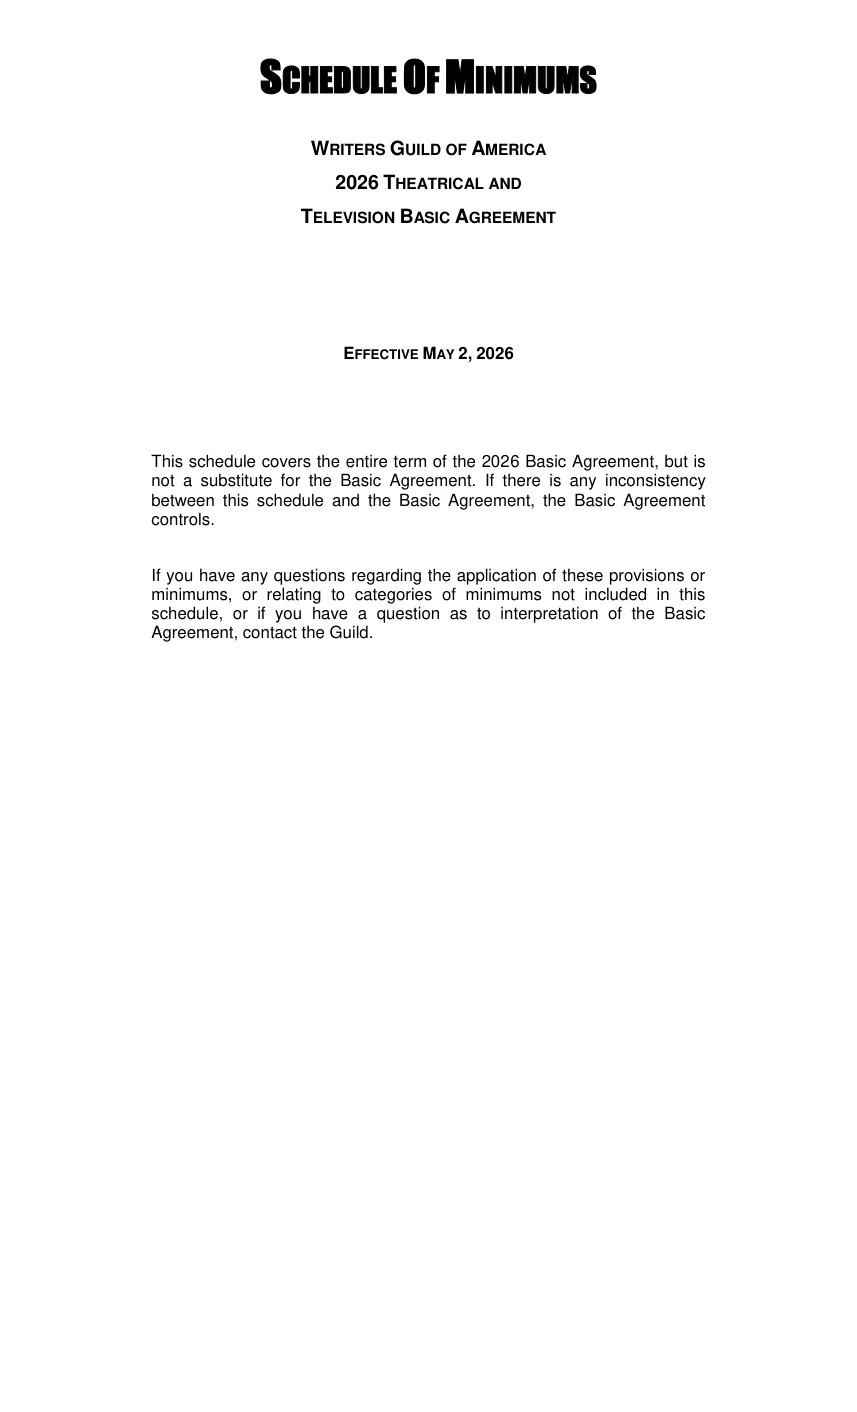 SCHEDULE OF MINIMUMS
WRITERS GUILD OF AMERICA
2026 THEATRICAL AND
TELEVISION BASIC AGREEMENT
EFFECTIVE MAY 2, 2026
This schedule covers the entire term of the 2026 Basic Agreement, but is
not a substitute for the Basic Agreement. If there is any inconsistency
between this schedule and the Basic Agreement, the Basic Agreement
controls.
If you have any questions regarding the application of these provisions or
minimums, or relating to categories of minimums not included in this
schedule, or if you have a question as to interpretation of the Basic
Agreement, contact the Guild.